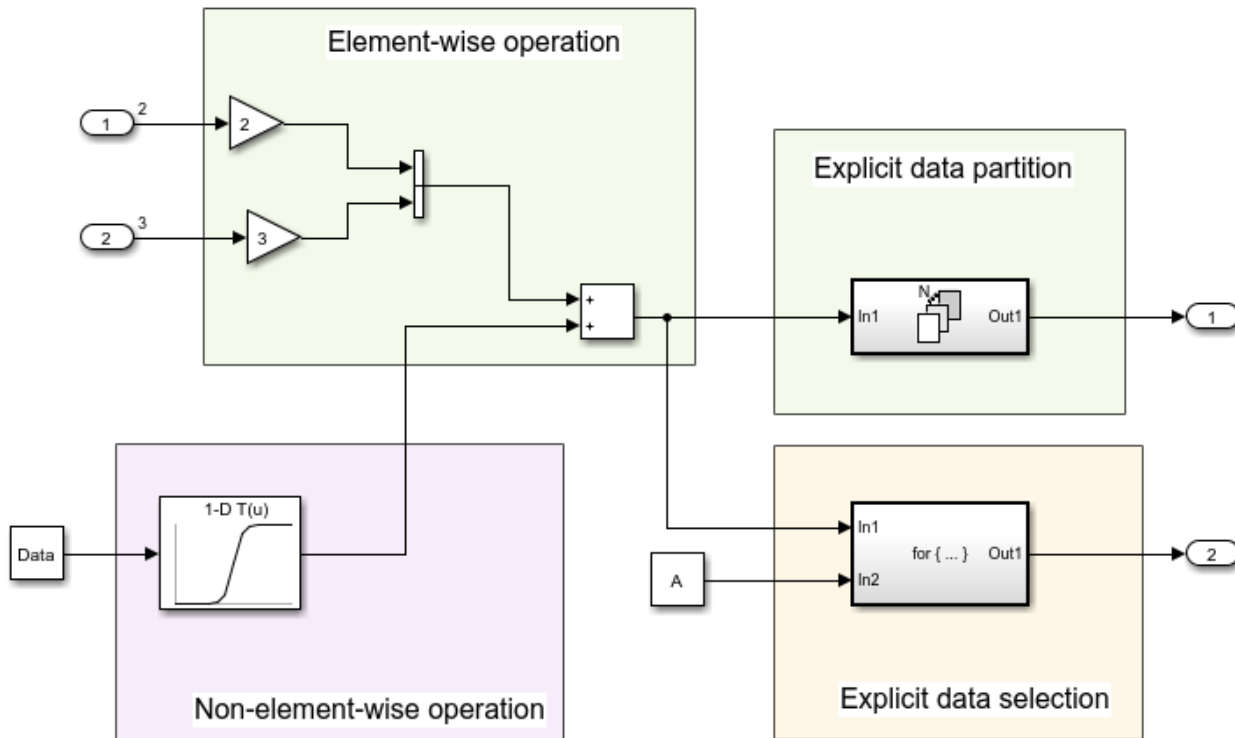 Element-wise operation
1
2
2
2
3
3
+
+
Explicit data partition
In1
N
Out1
1
Data
1-D T(u)
Non-element-wise operation
A
In1
In2
for { ... }
Out1
2
Explicit data selection